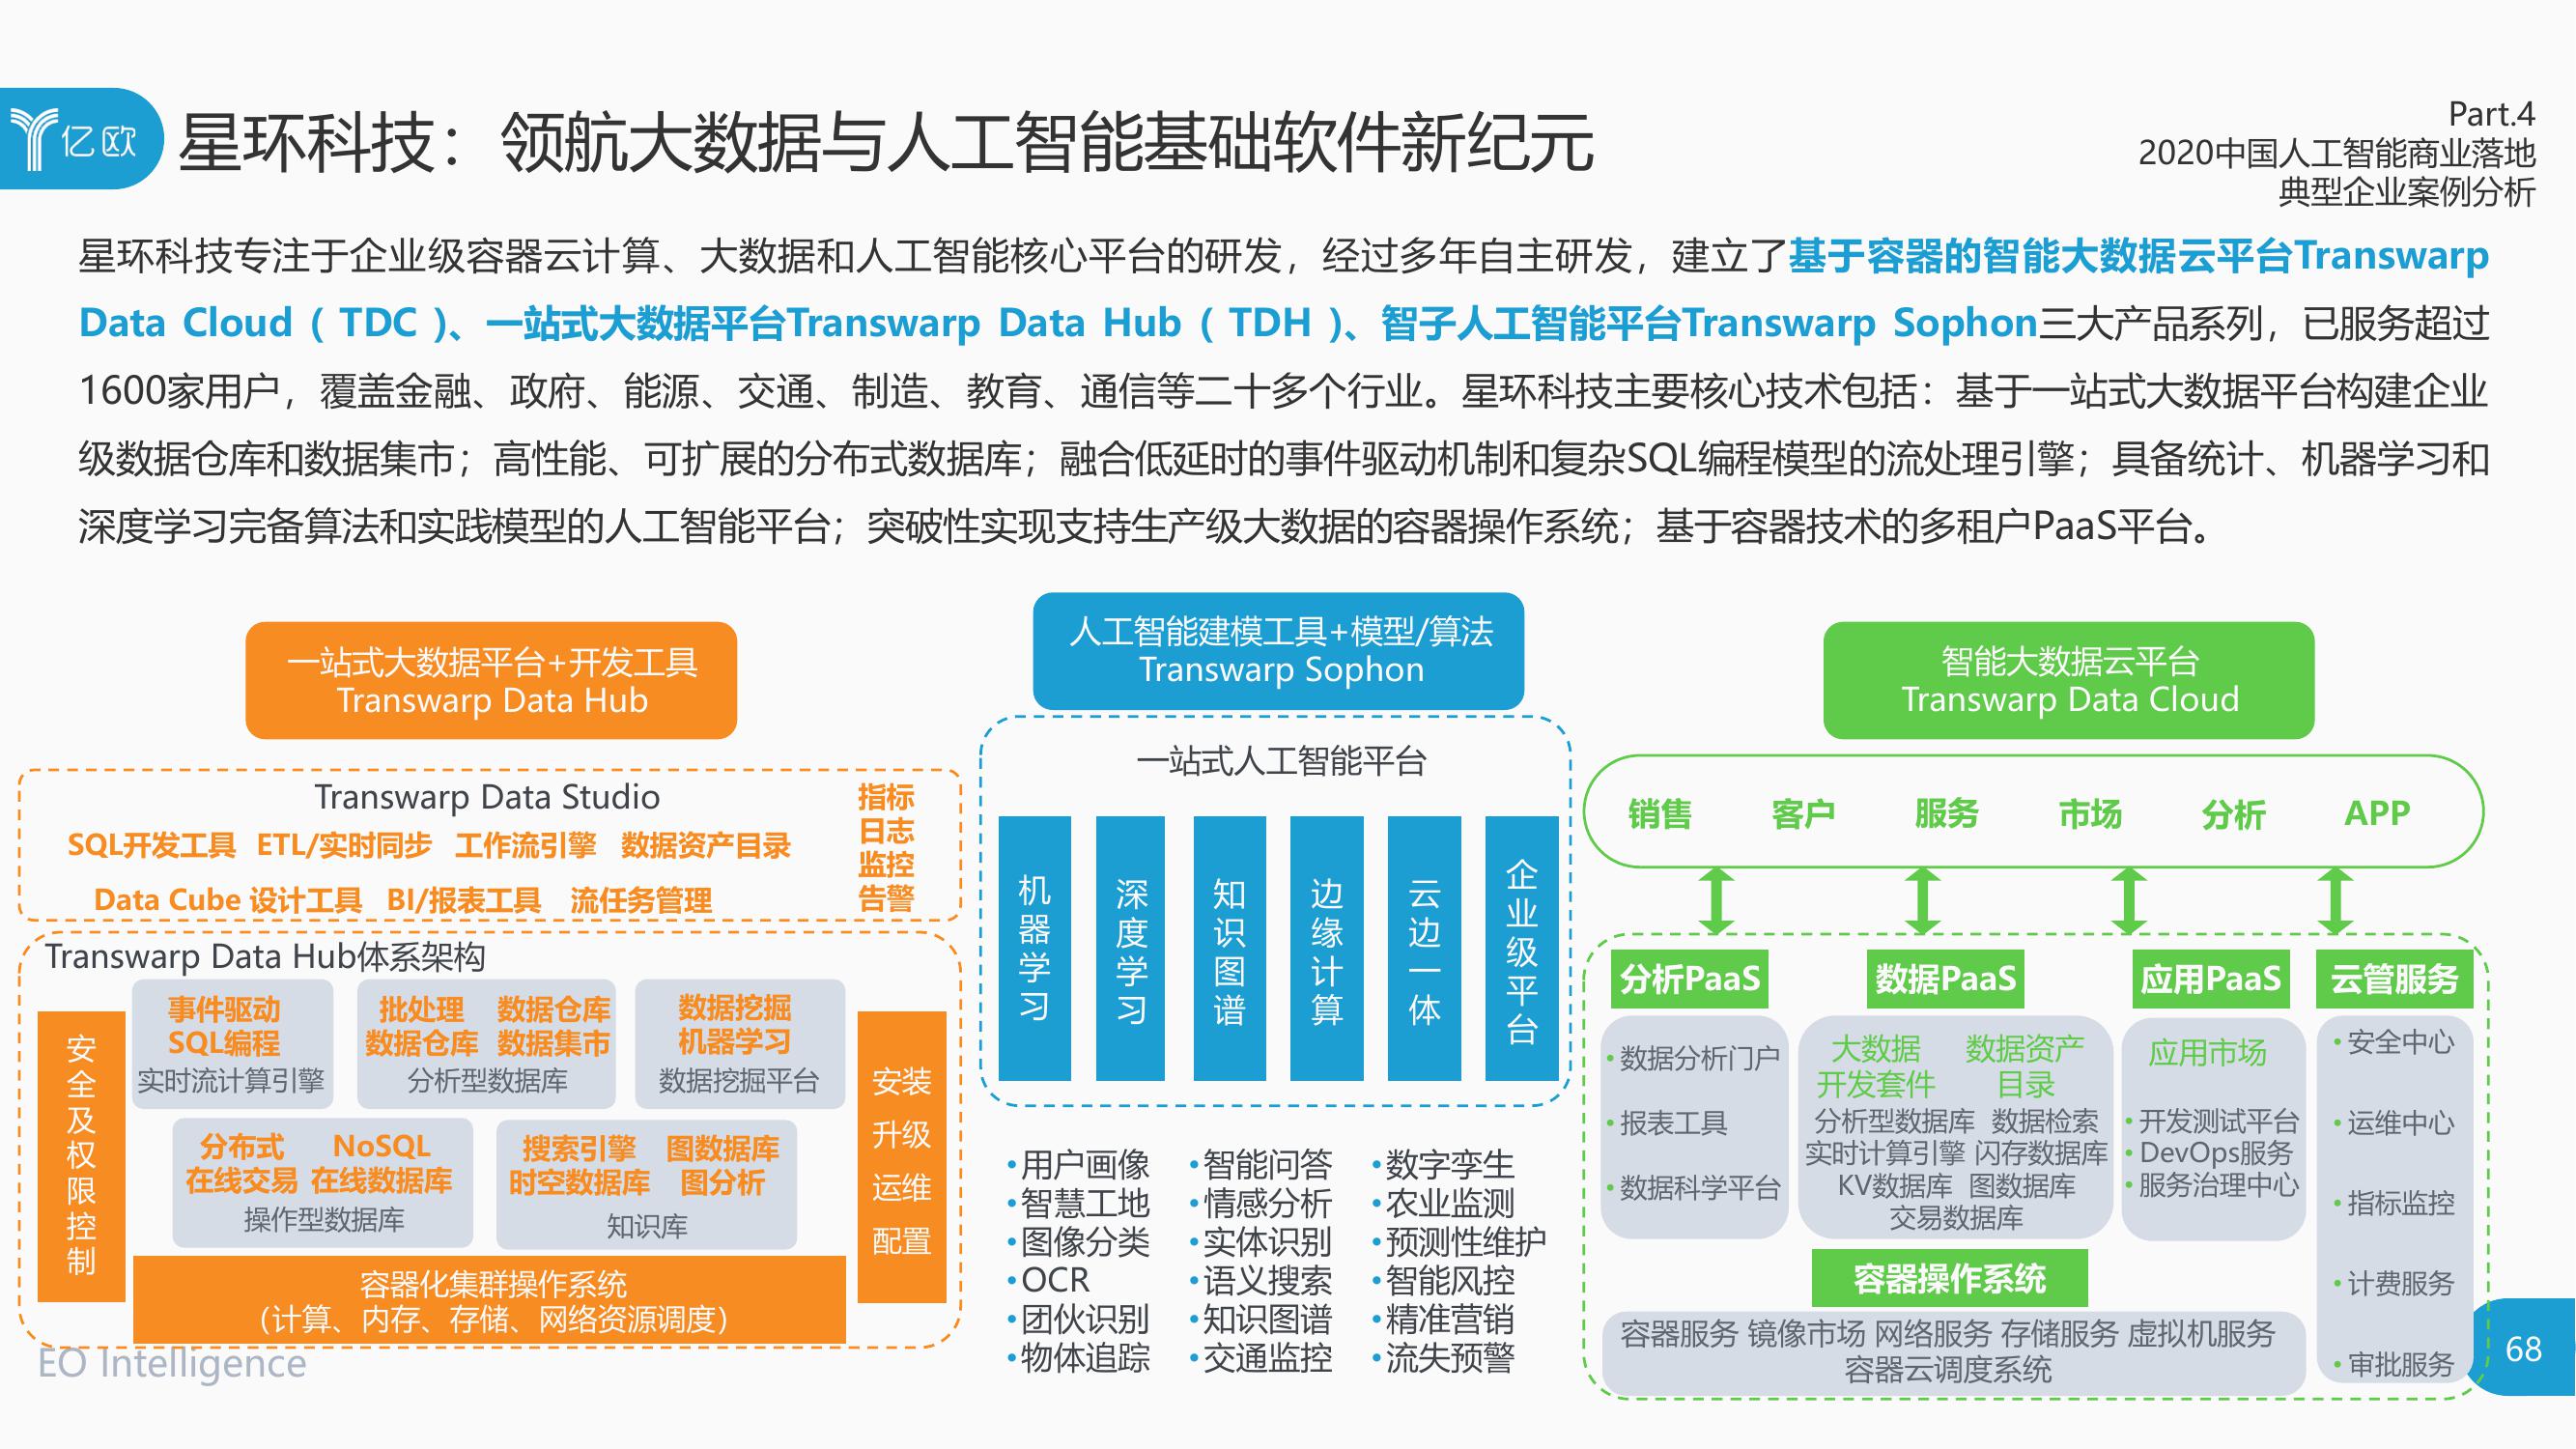 亿欧
星环科技：领航大数据与人工智能基础软件新纪元
Part.4
2020中国人工智能商业落地
典型企业案例分析
星环科技专注于企业级容器云计算、大数据和人工智能核心平台的研发，经过多年自主研发，建立了基于容器的智能大数据云平台Transwarp
Data Cloud（TDC）、一站式大数据平台Transwarp Data Hub（TDH）、智子人工智能平台Transwarp Sophon三大产品系列，已服务超过
1600家用户，覆盖金融、政府、能源、交通、制造、教育、通信等二十多个行业。星环科技主要核心技术包括：基于一站式大数据平台构建企业
级数据仓库和数据集市；高性能、可扩展的分布式数据库；融合低延时的事件驱动机制和复杂SQL编程模型的流处理引擎；具备统计、机器学习和
深度学习完备算法和实践模型的人工智能平台；突破性实现支持生产级大数据的容器操作系统；基于容器技术的多租户PaaS平台。
一站式大数据平台+开发工具
Transwarp Data Hub
Transwarp Data Studio
SQL开发工具 ETL/实时同步 工作流引擎 数据资产目录
Data Cube 设计工具 BI/报表工具 流任务管理
指标
日志
监控
告警
Transwarp Data Hub体系架构
安全及权限控制
事件驱动
SQL编程
实时流计算引擎
批处理 数据仓库
数据仓库 数据集市
分析型数据库
数据挖掘
机器学习
数据挖掘平台
分布式 NoSQL
在线交易 在线数据库
操作型数据库
搜索引擎 图数据库
时空数据库 图分析
知识库
安装
升级
运维
配置
容器化集群操作系统
（计算、内存、存储、网络资源调度）
人工智能建模工具+模型/算法
Transwarp Sophon
一站式人工智能平台
机器学习
深度学习
知识图谱
边缘计算
云边一体
企业级平台
•用户画像 •智能问答 •数字孪生
•智慧工地 •情感分析 •农业监测
•图像分类 •实体识别 •预测性维护
•OCR •语义搜索 •智能风控
•团伙识别 •知识图谱 •精准营销
•物体追踪 •交通监控 •流失预警
智能大数据云平台
Transwarp Data Cloud
销售 客户 服务 市场 分析 APP
分析PaaS
•数据分析门户
•报表工具
•数据科学平台
数据PaaS
大数据 数据资产
开发套件 目录
分析型数据库 数据检索
实时计算引擎 闪存数据库
KV数据库 图数据库
交易数据库
应用PaaS
应用市场
•开发测试平台
•DevOps服务
•服务治理中心
云管服务
•安全中心
•运维中心
•指标监控
•计费服务
•审批服务
容器操作系统
容器服务 镜像市场 网络服务 存储服务 虚拟机服务
容器云调度系统
EO Intelligence
68